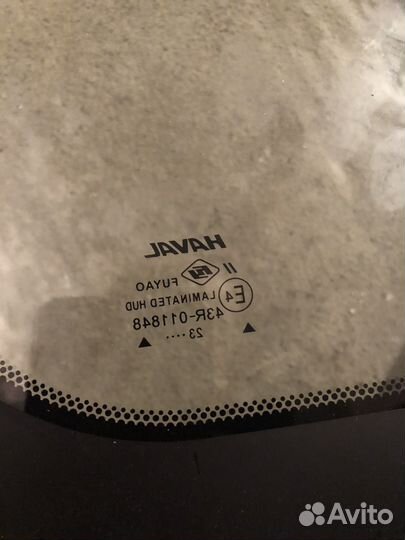 HAVAL
//
FUYAO
LAMINATED HUD
E4
43R-011848
23 ....
Avito